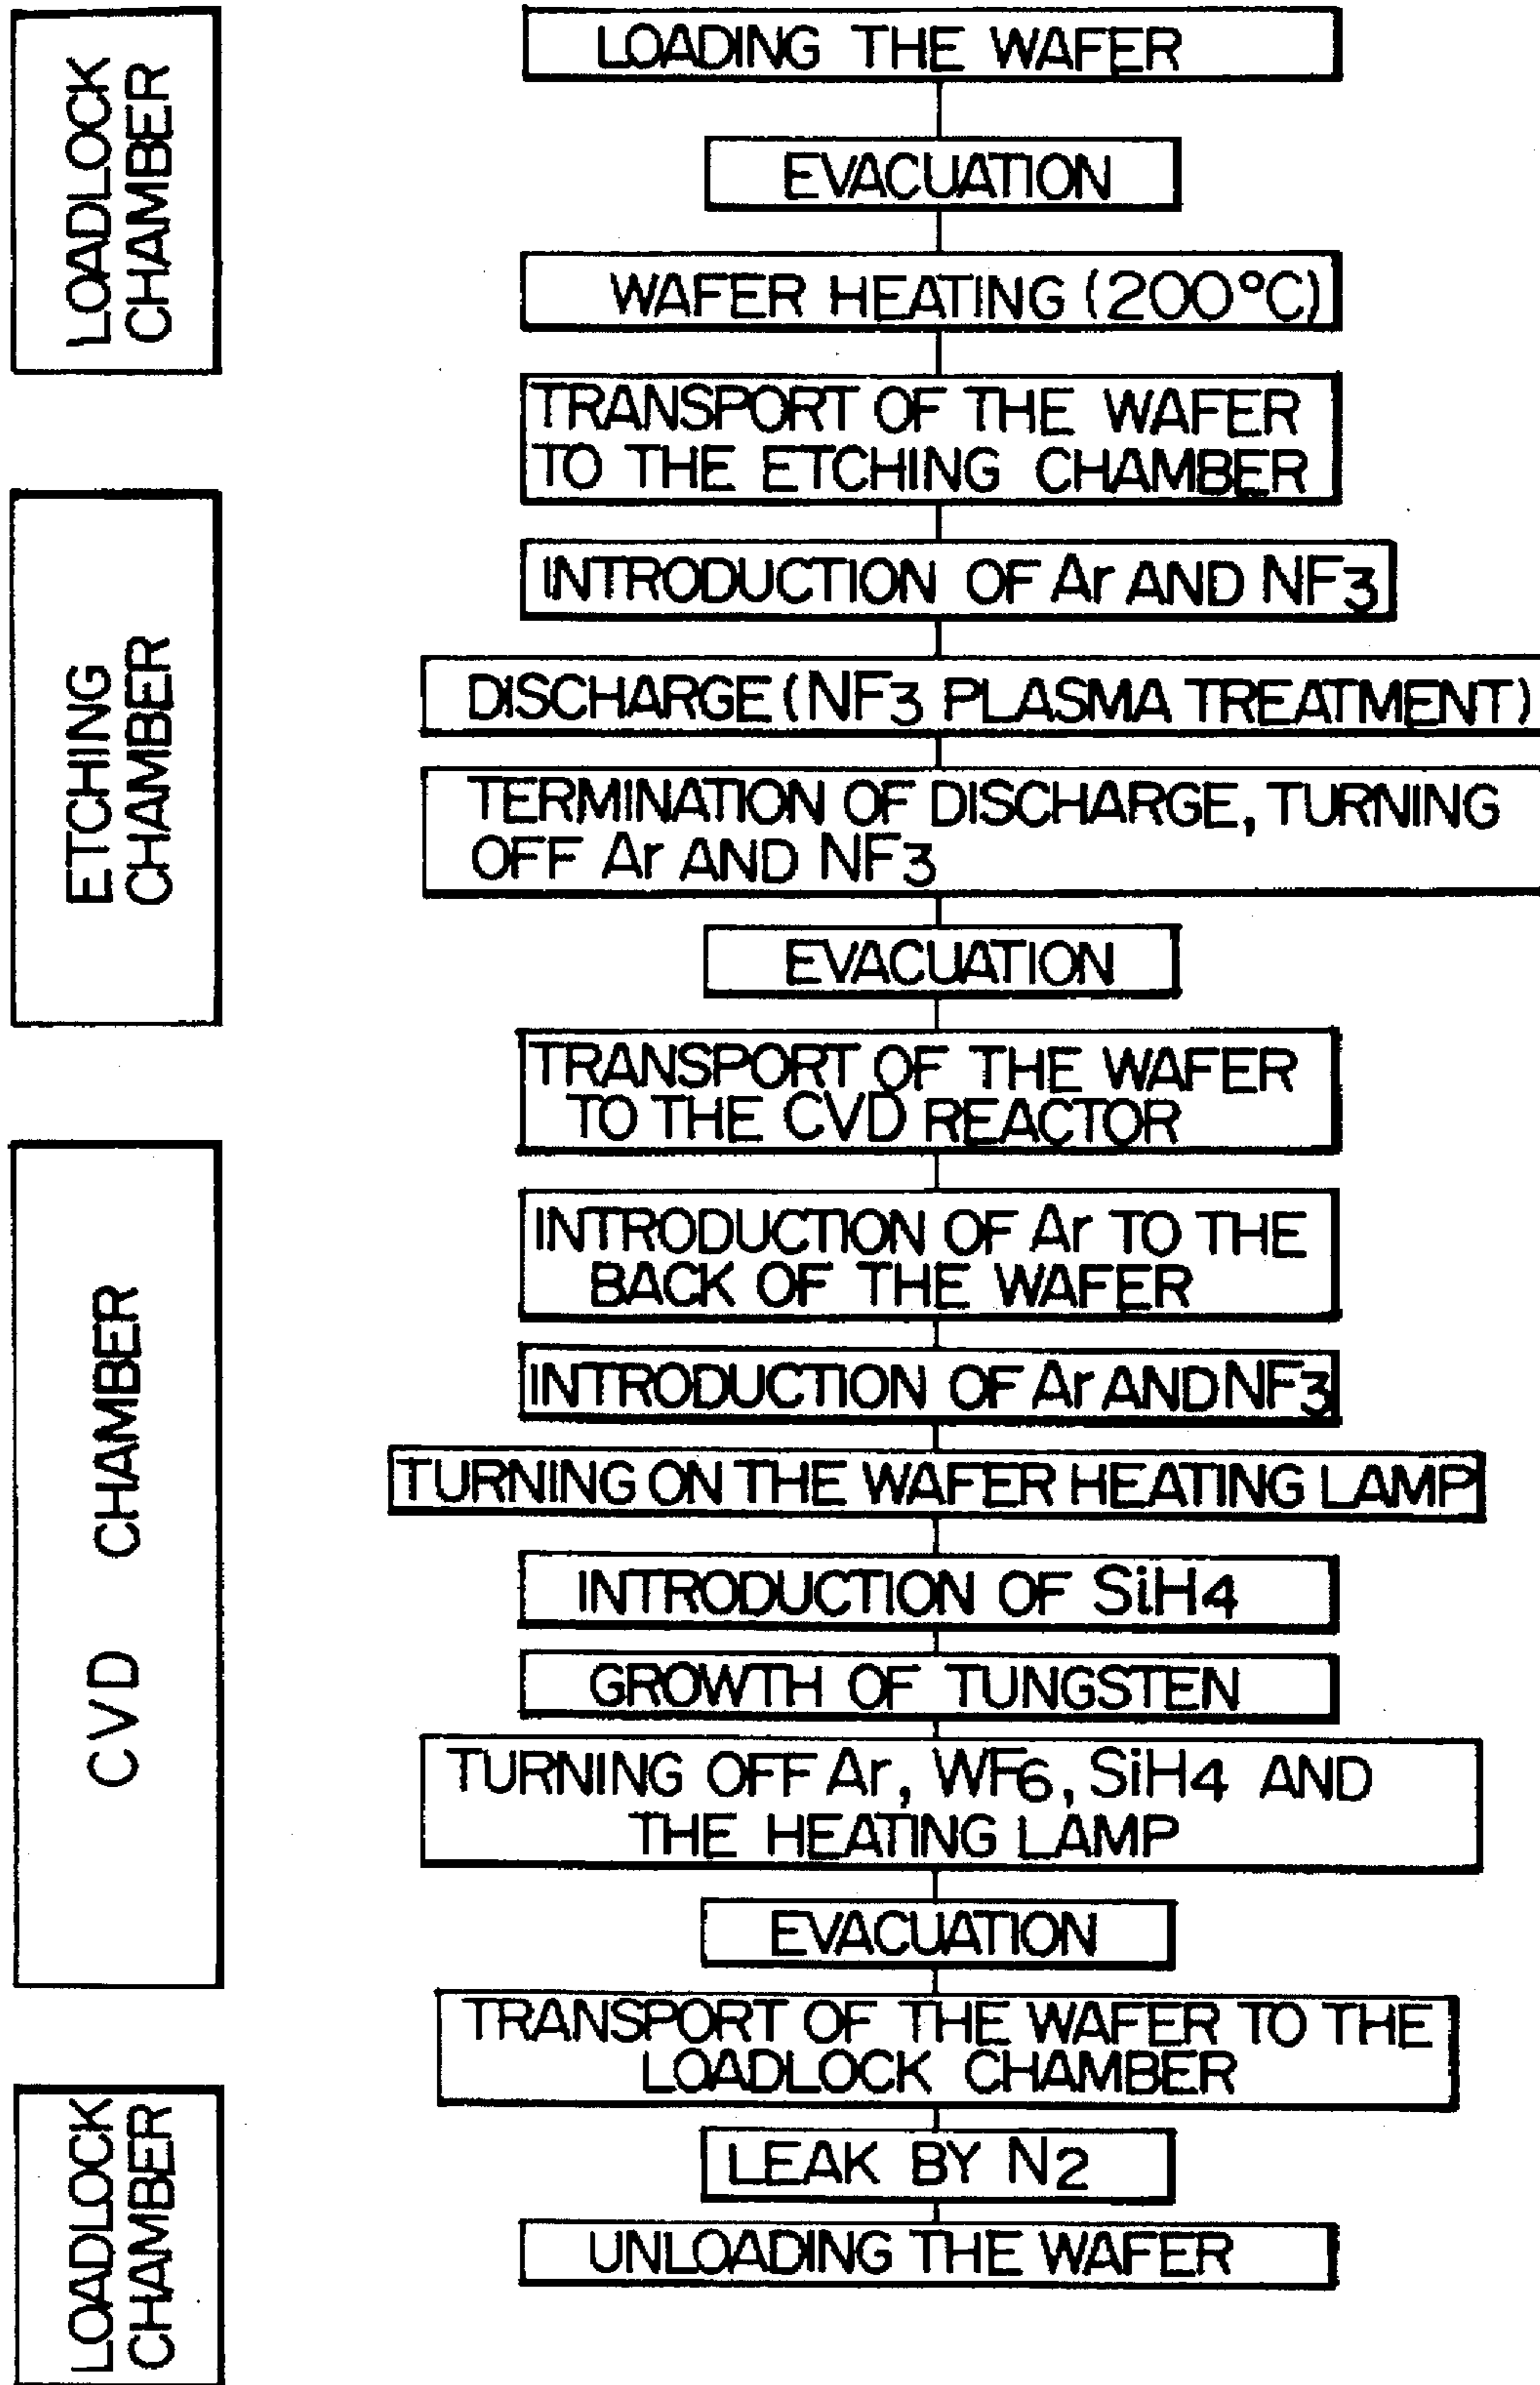 LOADLOCK
CHAMBER
LOADING THE WAFER
EVACUATION
WAFER HEATING (200°C)
TRANSPORT OF THE WAFER
TO THE ETCHING CHAMBER
ETCHING
CHAMBER
INTRODUCTION OF Ar AND NF3
DISCHARGE (NF3 PLASMA TREATMENT)
TERMINATION OF DISCHARGE, TURNING
OFF Ar AND NF3
EVACUATION
TRANSPORT OF THE WAFER
TO THE CVD REACTOR
CVD CHAMBER
INTRODUCTION OF Ar TO THE
BACK OF THE WAFER
INTRODUCTION OF Ar AND NF3
TURNING ON THE WAFER HEATING LAMP
INTRODUCTION OF SiH4
GROWTH OF TUNGSTEN
TURNING OFF Ar, WF6, SiH4 AND
THE HEATING LAMP
EVACUATION
TRANSPORT OF THE WAFER TO THE
LOADLOCK CHAMBER
LOADLOCK
CHAMBER
LEAK BY N2
UNLOADING THE WAFER